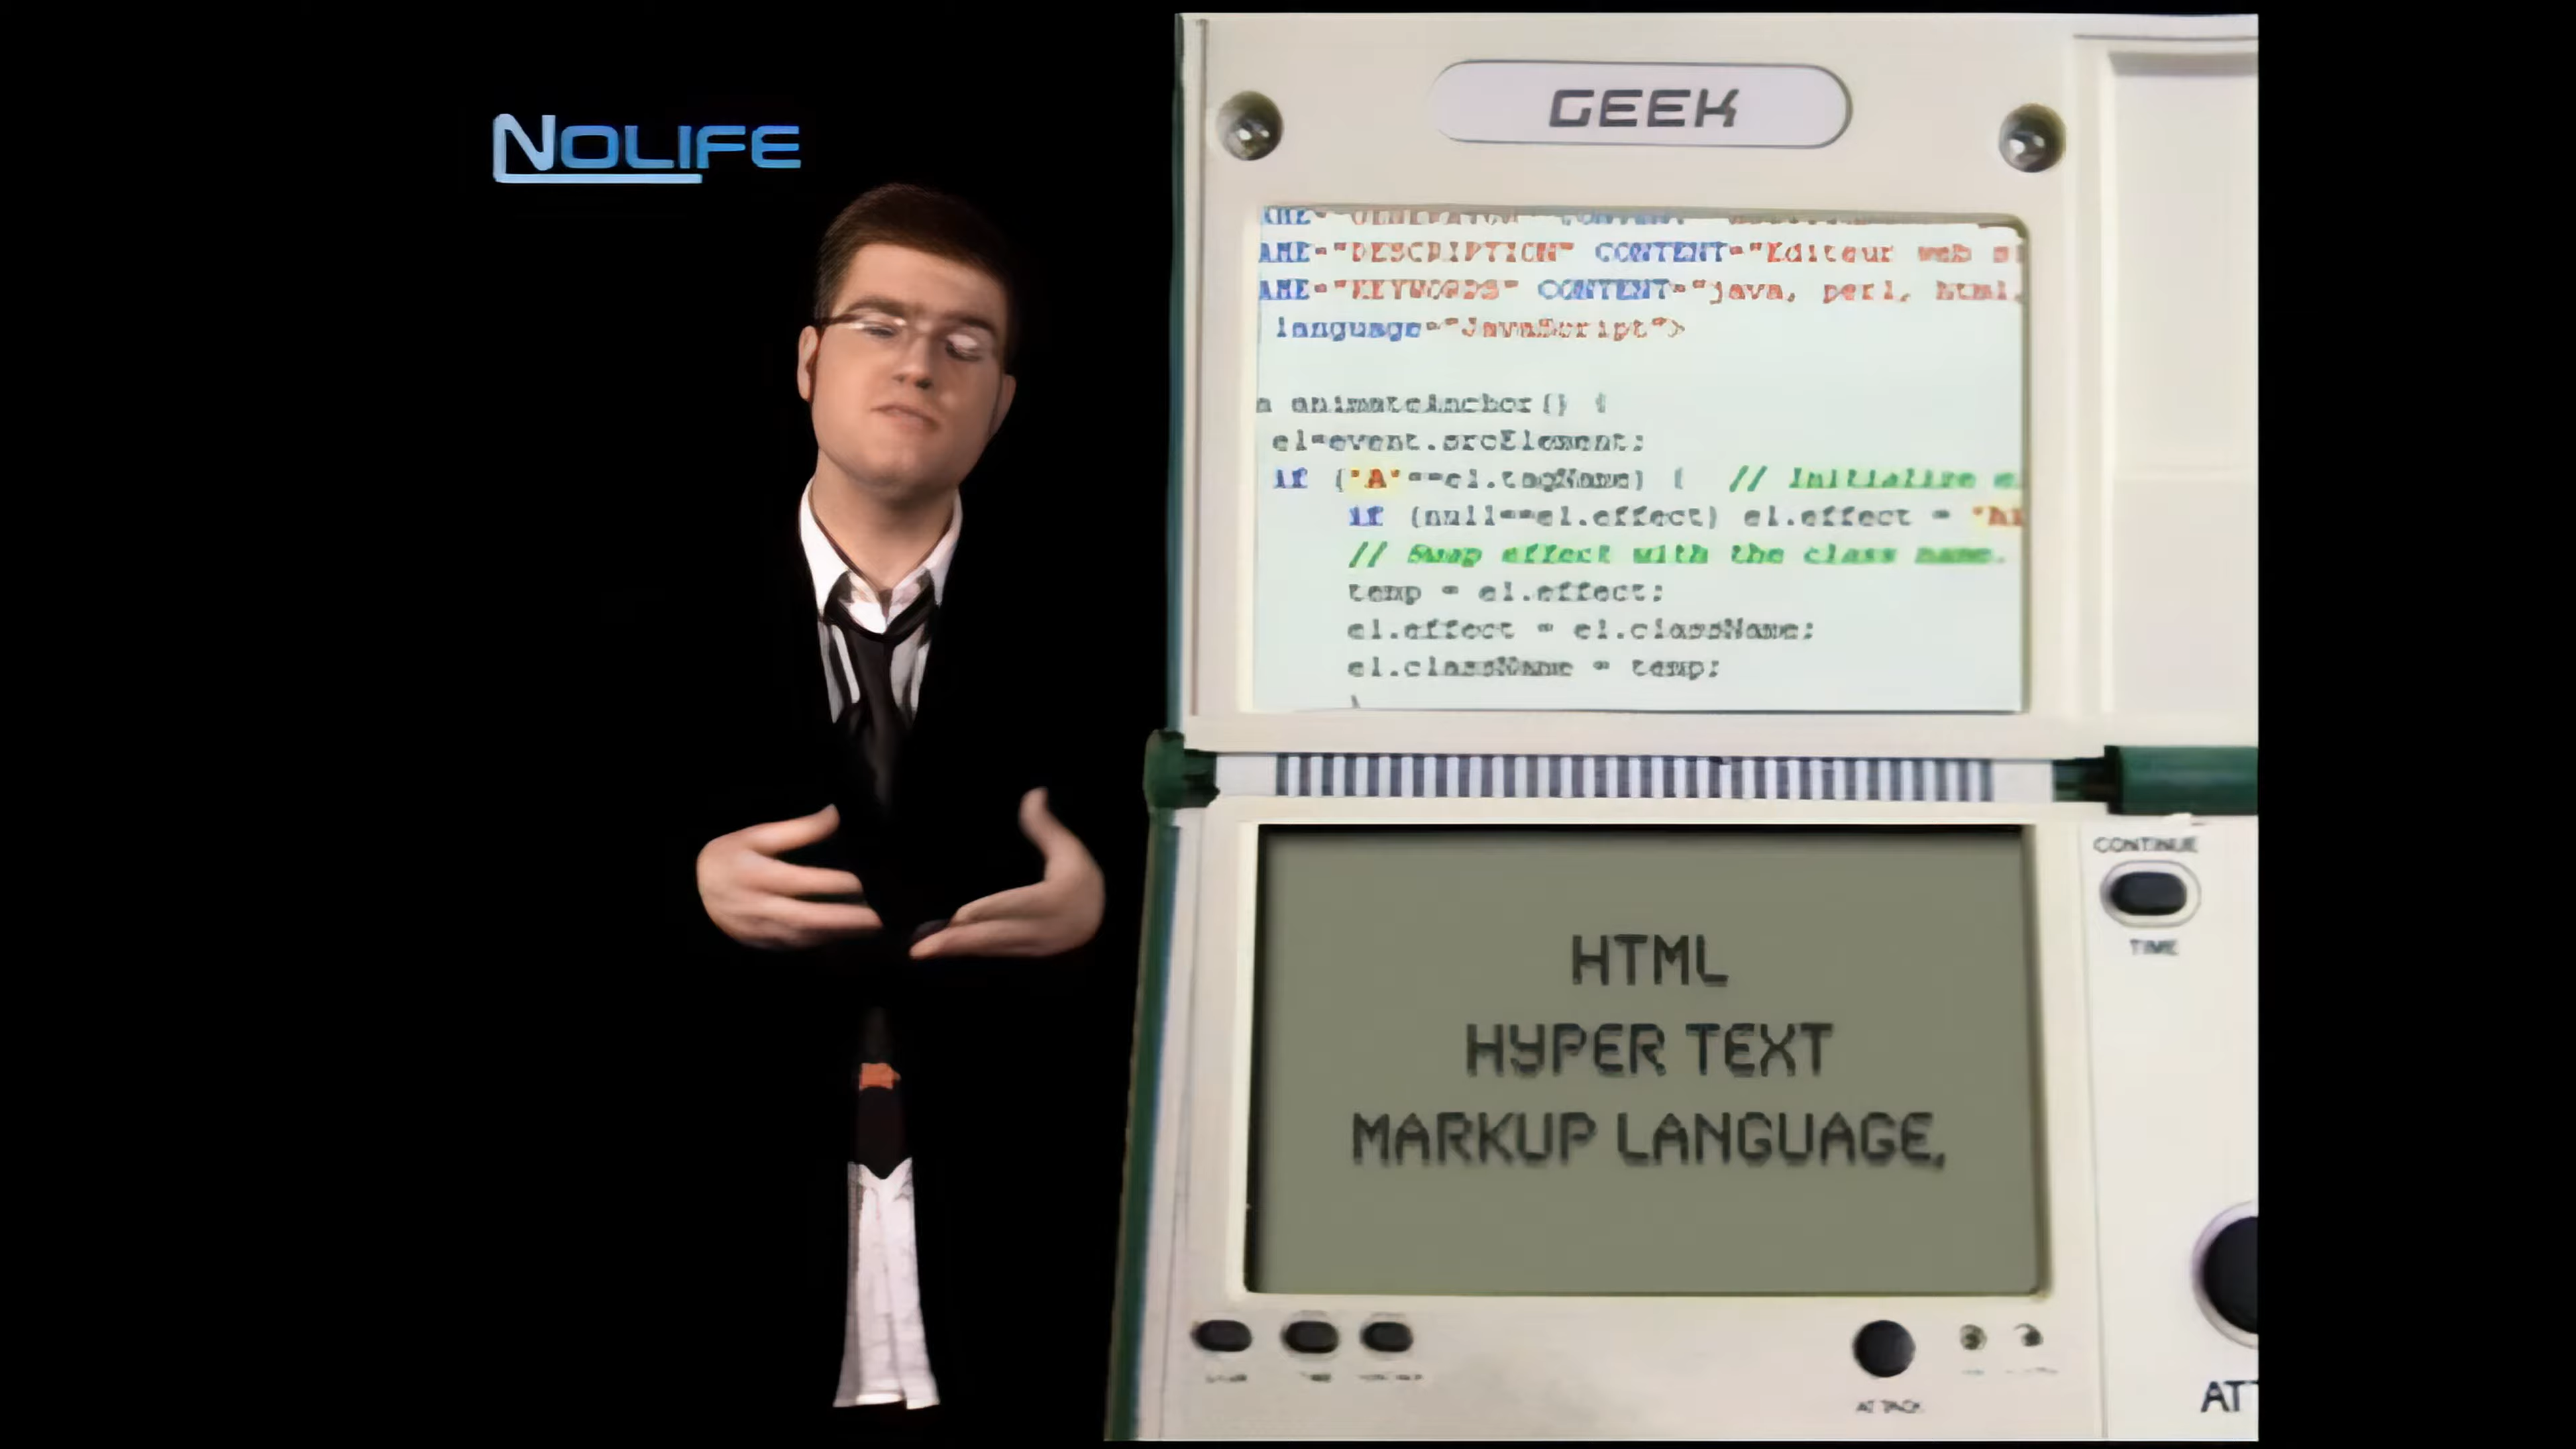 NOLIFE
GEEK
AME="DESCRIPTION" CONTENT="Editeur web
AME="KEYWORDS" CONTENT="java, perl, html,
language="JavaScript">
animateAnchor() {
el=event.srcElement;
if ('A'==el.tagName) { // Initialize
if (null==el.effect) el.effect =
// Swap effect with the class name.
temp = el.effect;
el.effect = el.className;
el.className = temp;
CONTINUE
TIME
HTML
HYPER TEXT
MARKUP LANGUAGE,
ATTACK